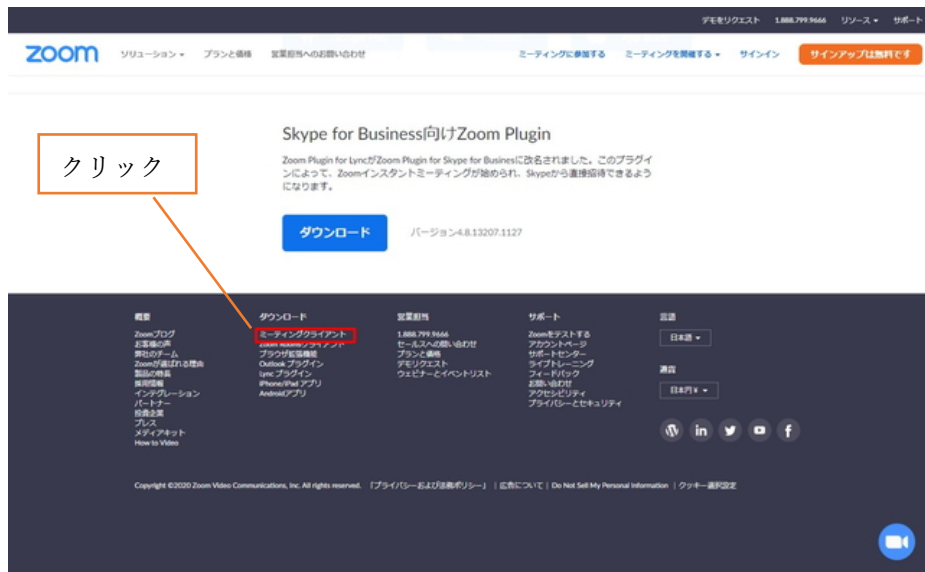 デモをリクエスト 1.888.799.9666 リソース サポート
zoom ソリューション プランと価格 営業担当へのお問い合わせ ミーティングに参加する ミーティングを開催する サインイン サインアップは無料です
Skype for Business向けZoom Plugin
クリック
Zoom Plugin for LyncがZoom Plugin for Skype for Businesに改名されました。このプラグイ
ンによって、Zoomインスタントミーティングが始められ、Skypeから直接招待できるよう
になります。
ダウンロード バージョン4.8.13207.1127
概要
Zoomブログ
お客様の声
弊社のチーム
Zoomが選ばれる理由
製品の特長
採用情報
インテグレーション
パートナー
投資企業
プレス
メディアキット
How to Video
ダウンロード
ミーティングクライアント
Zoom Roomsクライアント
ブラウザ拡張機能
Outlook プラグイン
Lync プラグイン
iPhone/iPad アプリ
Androidアプリ
営業担当
1.888.799.9666
セールスへの問い合わせ
プランと価格
デモリクエスト
ウェビナーとイベントリスト
サポート
Zoomをテストする
アカウントページ
サポートセンター
ライブトレーニング
フィードバック
お問い合わせ
アクセシビリティ
プライバシーとセキュリティ
言語
日本語
通貨
日本円 ¥
Copyright ©2020 Zoom Video Communications, Inc. All rights reserved. 「プライバシーおよび法務ポリシー」 | 広告について | Do Not Sell My Personal Information | クッキー選択設定